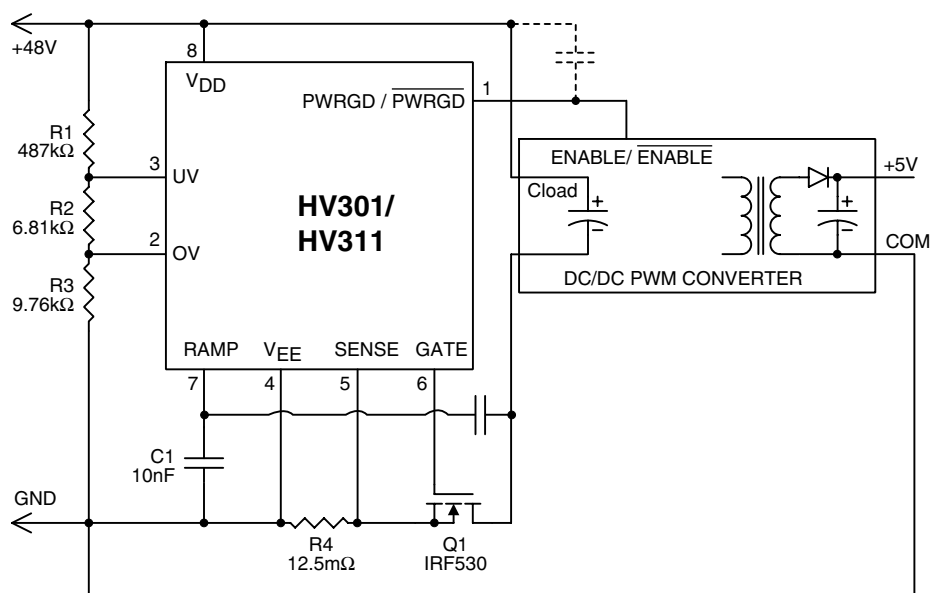 +48V
8
VDD
PWRGD / PWRGD
1
R1
487kΩ
3
UV
ENABLE/ ENABLE
+5V
R2
6.81kΩ
HV301/
HV311
Cload
+
−
+
−
2
OV
COM
R3
9.76kΩ
DC/DC PWM CONVERTER
RAMP
VEE
SENSE
GATE
7
4
5
6
C1
10nF
GND
R4
12.5mΩ
Q1
IRF530